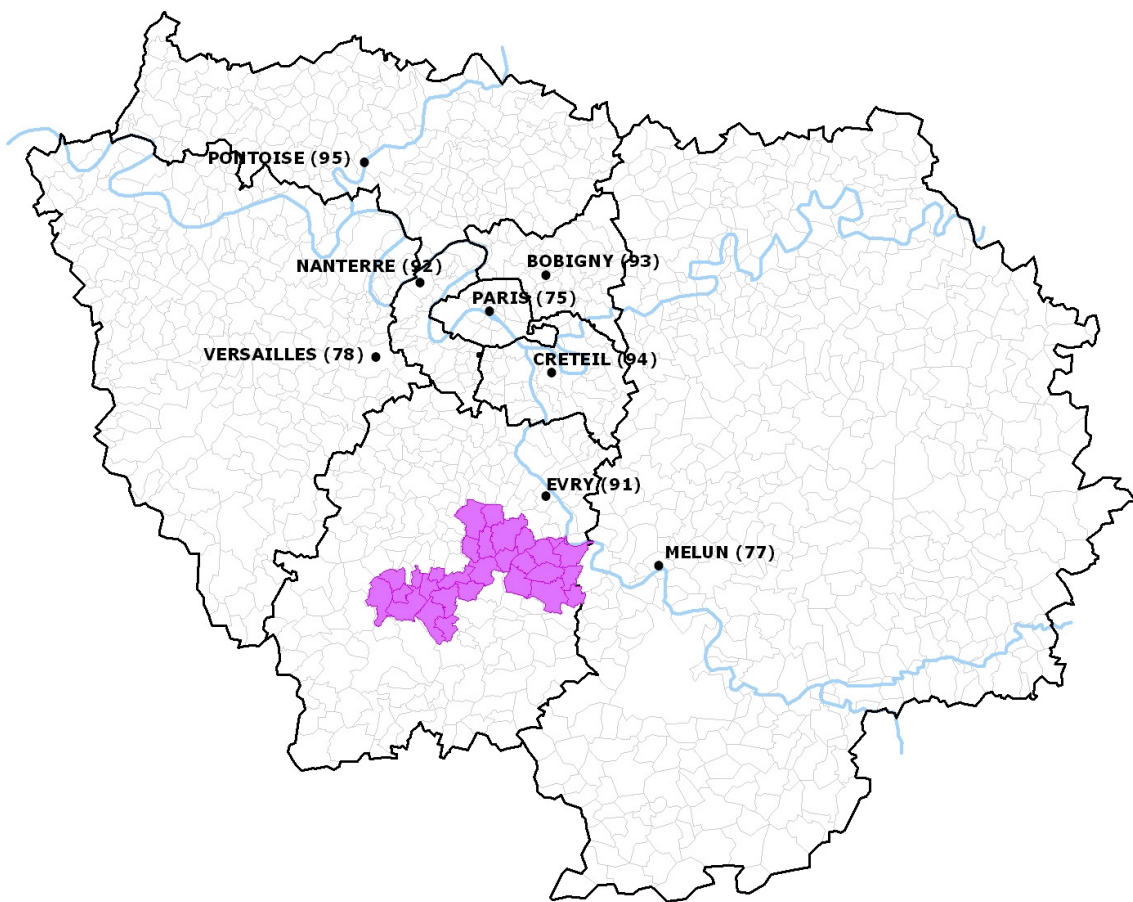 PONTOISE (95)
NANTERRE (92)
BOBIGNY (93)
PARIS (75)
VERSAILLES (78)
CRETEIL (94)
EVRY (91)
MELUN (77)